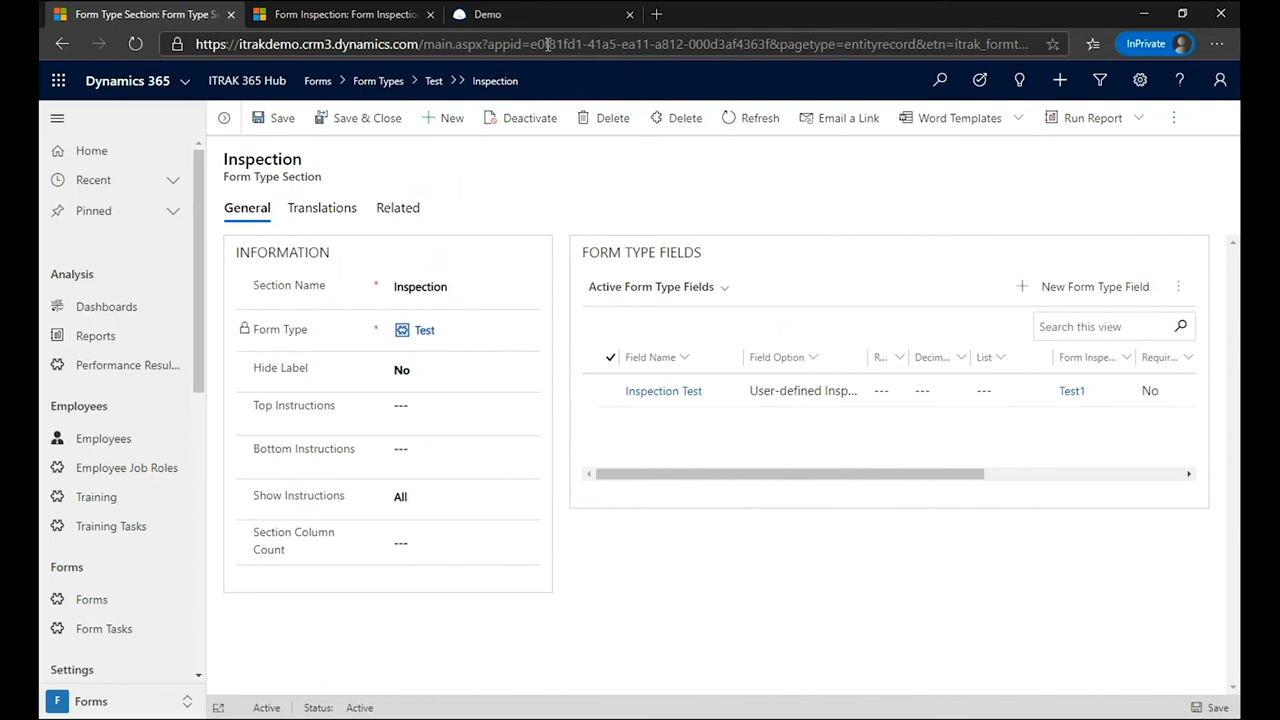 Form Type Section: Form Type S
Form Inspection: Form Inspectio
Demo
https://itrakdemo.crm3.dynamics.com/main.aspx?appid=e0f81fd1-41a5-ea11-a812-000d3af4363f&pagetype=entityrecord&etn=itrak_formt...
InPrivate
Dynamics 365
ITRAK 365 Hub
Forms
Form Types
Test
Inspection
Save
Save & Close
New
Deactivate
Delete
Delete
Refresh
Email a Link
Word Templates
Run Report
Home
Recent
Pinned
Analysis
Dashboards
Reports
Performance Resul...
Employees
Employees
Employee Job Roles
Training
Training Tasks
Forms
Forms
Form Tasks
Settings
F Forms
Inspection
Form Type Section
General Translations Related
INFORMATION
Section Name * Inspection
Form Type * Test
Hide Label No
Top Instructions ---
Bottom Instructions ---
Show Instructions All
Section Column
Count ---
FORM TYPE FIELDS
Active Form Type Fields
New Form Type Field
Search this view
Field Name Field Option R... Decim... List Form Inspe... Requir...
Inspection Test User-defined Insp... --- --- --- Test1 No
Active Status: Active
Save